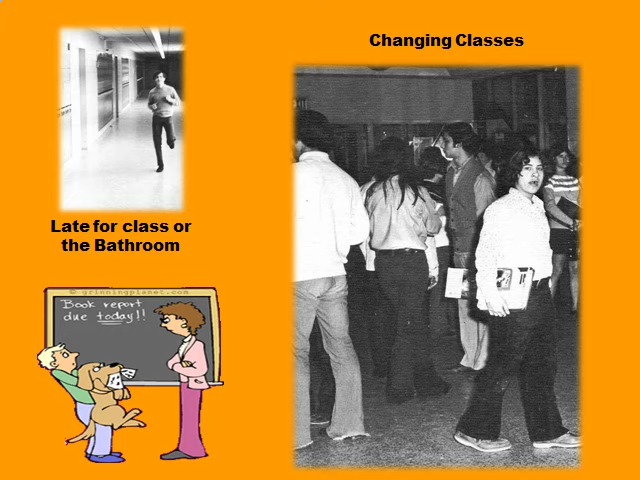 Changing Classes
Late for class or
the Bathroom
© grinningplanet.com
Book report
due today!!